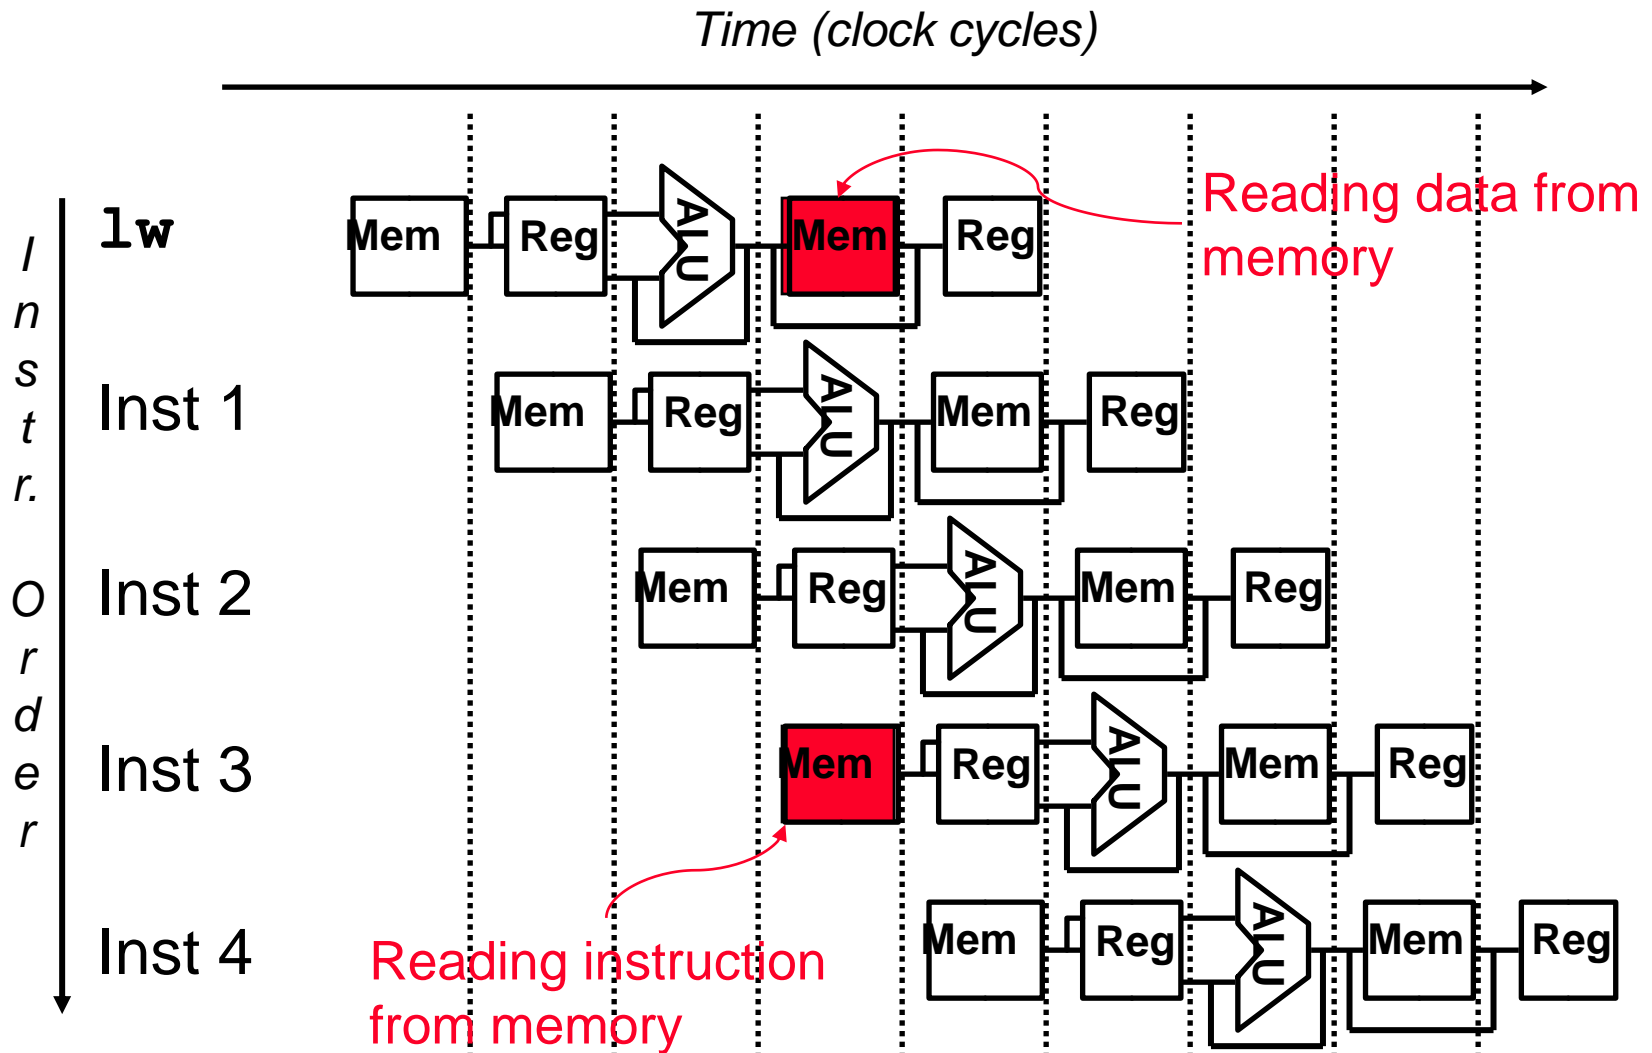 Time (clock cycles)
Instr. Order
lw
Mem Reg ALU Mem Reg
Reading data from
memory
Inst 1
Mem Reg ALU Mem Reg
Inst 2
Mem Reg ALU Mem Reg
Inst 3
Mem Reg ALU Mem Reg
Inst 4
Mem Reg ALU Mem Reg
Reading instruction
from memory